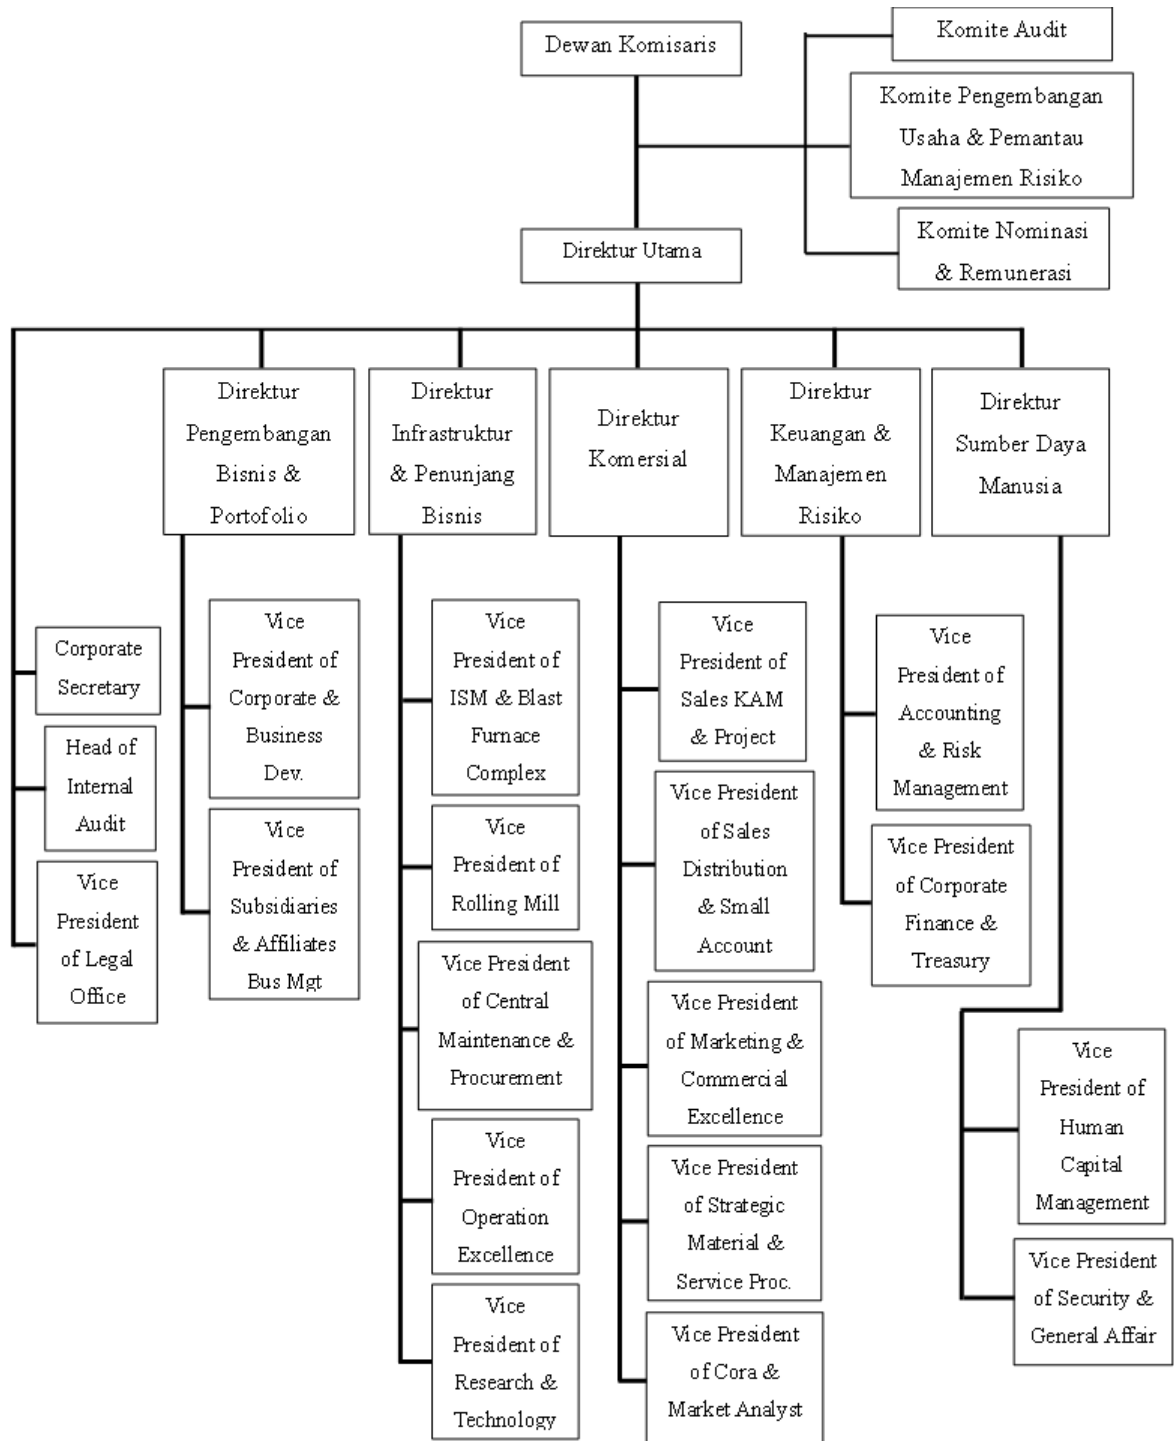 Dewan Komisaris
Komite Audit
Komite Pengembangan
Usaha & Pemantau
Manajemen Risiko
Komite Nominasi
& Remunerasi
Direktur Utama
Direktur
Pengembangan
Bisnis &
Portofolio
Direktur
Infrastruktur
& Penunjang
Bisnis
Direktur
Komersial
Direktur
Keuangan &
Manajemen
Risiko
Direktur
Sumber Daya
Manusia
Corporate
Secretary
Head of
Internal
Audit
Vice
President
of Legal
Office
Vice
President of
Corporate &
Business
Dev.
Vice
President of
Subsidiaries
& Affiliates
Bus Mgt
Vice
President of
ISM & Blast
Furnace
Complex
Vice
President of
Rolling Mill
Vice President
of Central
Maintenance &
Procurement
Vice
President of
Operation
Excellence
Vice
President of
Research &
Technology
Vice
President of
Sales KAM
& Project
Vice President
of Sales
Distribution
& Small
Account
Vice President
of Marketing &
Commercial
Excellence
Vice President
of Strategic
Material &
Service Proc.
Vice President
of Cora &
Market Analyst
Vice
President of
Accounting
& Risk
Management
Vice President
of Corporate
Finance &
Treasury
Vice
President of
Human
Capital
Management
Vice President
of Security &
General Affair